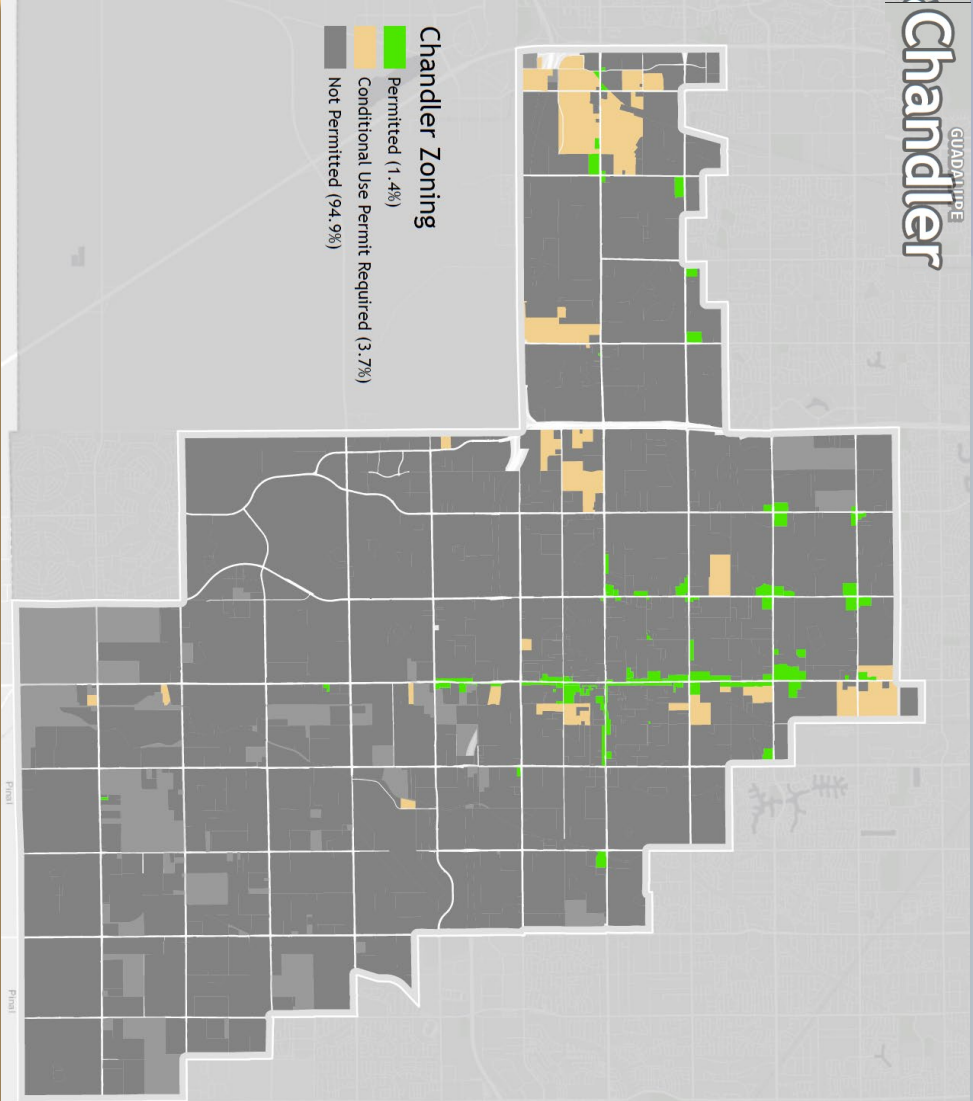 GUADALUPE
Chandler
Chandler Zoning
Permitted (1.4%)
Conditional Use Permit Required (3.7%)
Not Permitted (94.9%)
Pinal
Pinal